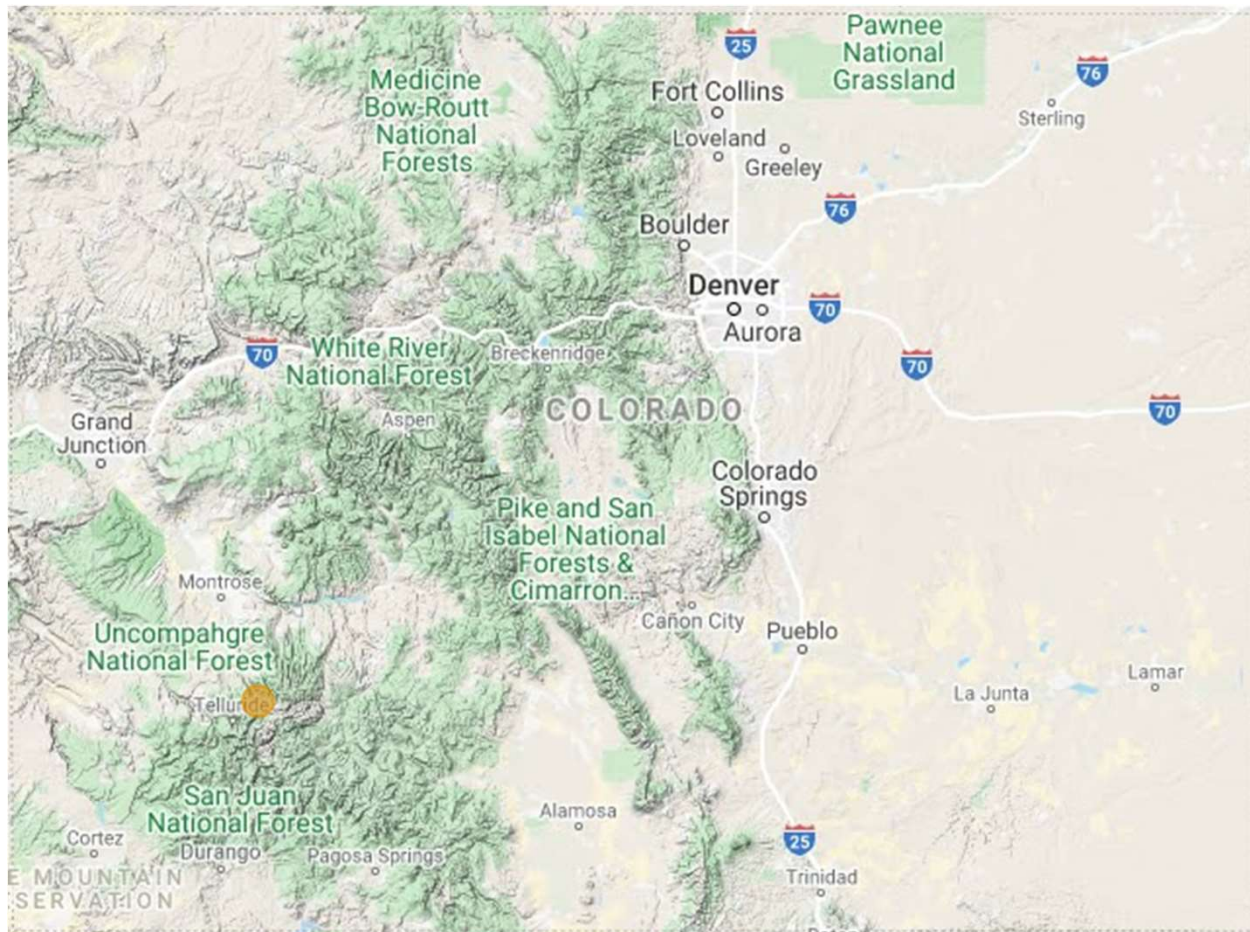 Pawnee
National
Grassland
25
76
Medicine
Bow-Routt
National
Forests
Fort Collins
Sterling
Loveland
Greeley
76
Boulder
Denver
70
Aurora
White River
National Forest
70
Breckenridge
70
COLORADO
70
Aspen
Grand
Junction
Colorado
Springs
Pike and San
Isabel National
Forests &
Cimarron...
Montrose
Cañon City
Pueblo
Uncompahgre
National Forest
Lamar
La Junta
Telluride
San Juan
National Forest
Alamosa
Cortez
Durango
Pagosa Springs
25
E MOUNTAIN
SERVATION
Trinidad